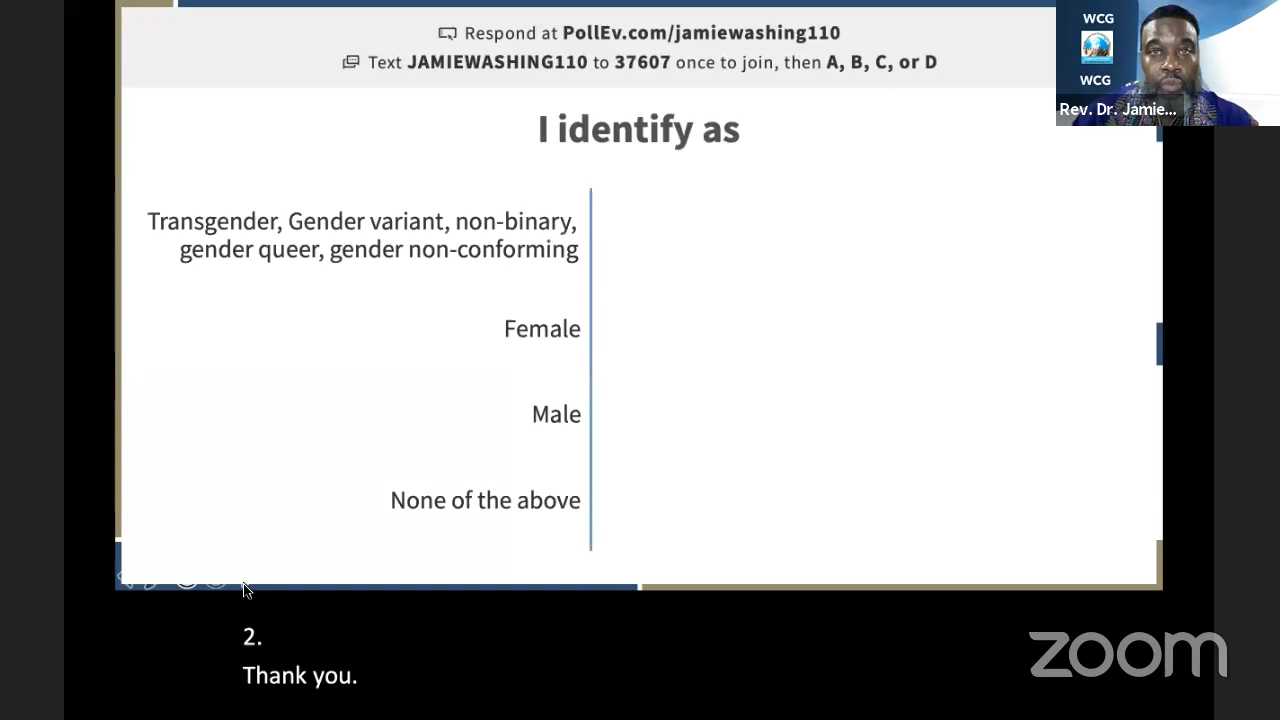 Respond at PollEv.com/jamiewashing110
Text JAMIEWASHING110 to 37607 once to join, then A, B, C, or D
WCG
WCG
Rev. Dr. Jamie...
I identify as
Transgender, Gender variant, non-binary,
gender queer, gender non-conforming
Female
Male
None of the above
2.
Thank you.
zoom